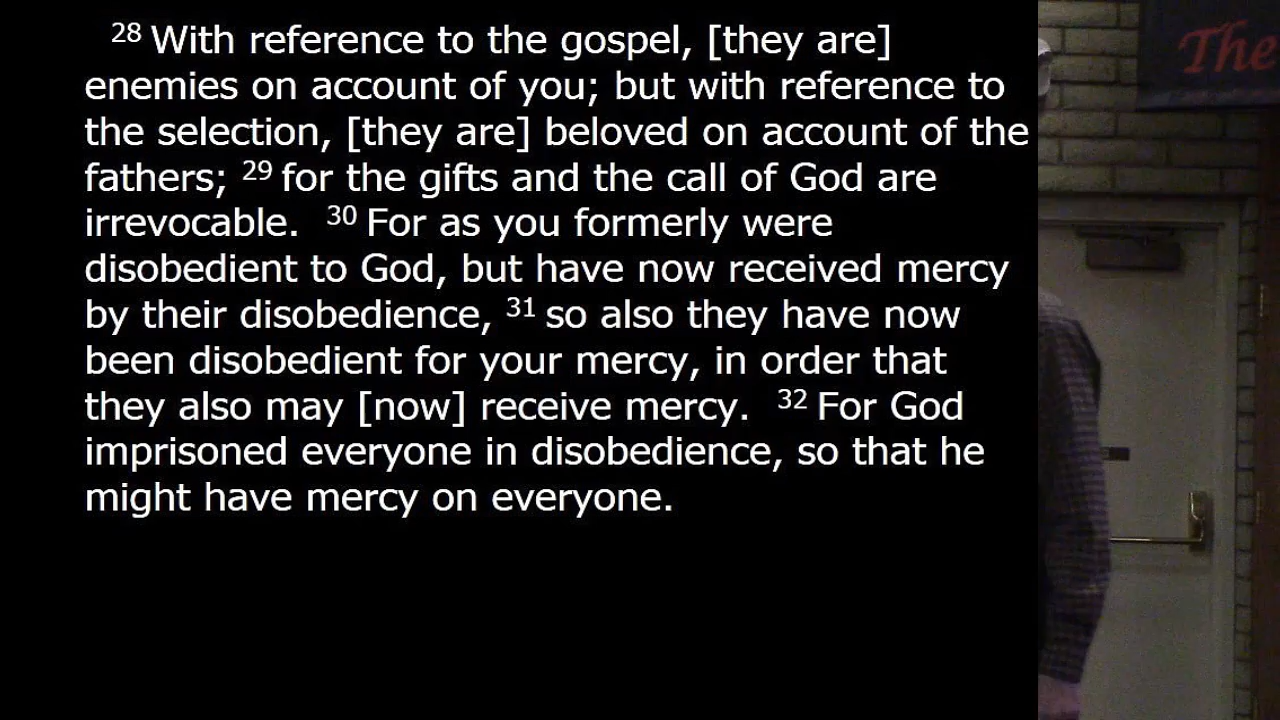 28 With reference to the gospel, [they are]
enemies on account of you; but with reference to
the selection, [they are] beloved on account of the
fathers; 29 for the gifts and the call of God are
irrevocable. 30 For as you formerly were
disobedient to God, but have now received mercy
by their disobedience, 31 so also they have now
been disobedient for your mercy, in order that
they also may [now] receive mercy. 32 For God
imprisoned everyone in disobedience, so that he
might have mercy on everyone.
The